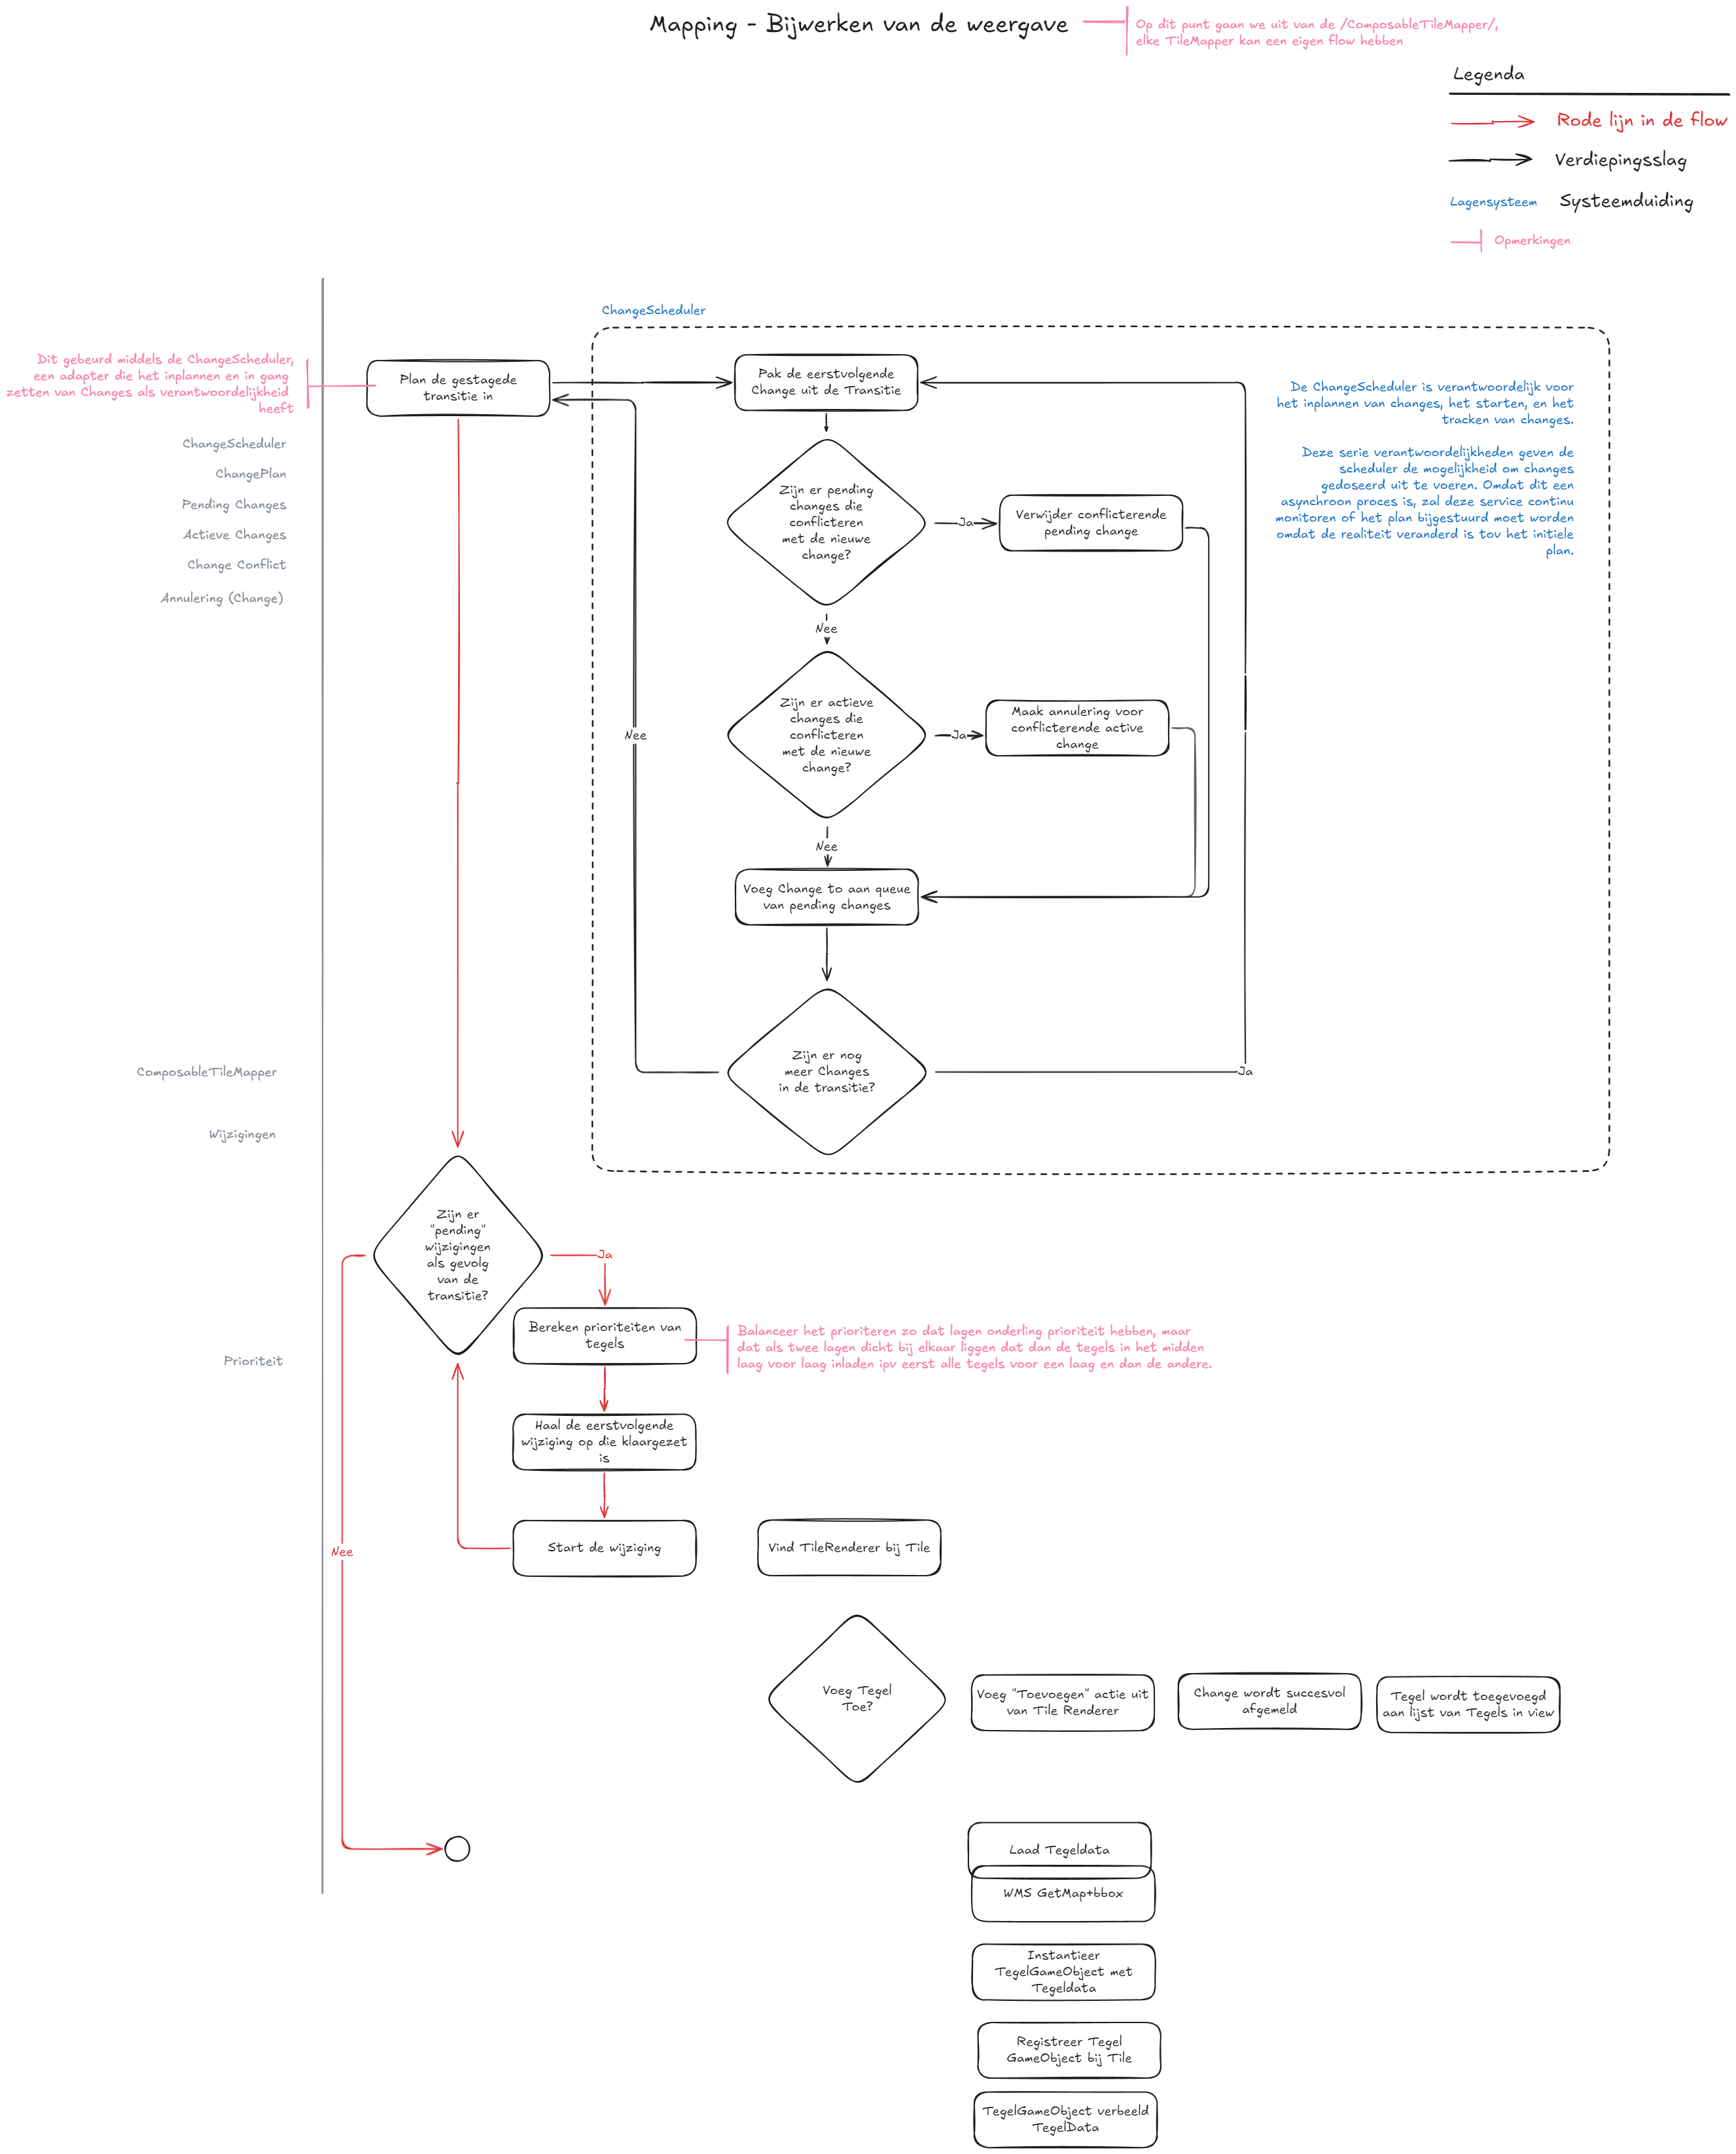 Mapping - Bijwerken van de weergave
Op dit punt gaan we uit van de /ComposableTileMapper/,
elke TileMapper kan een eigen flow hebben
Legenda
Rode lijn in de flow
Verdiepingsslag
Lagensysteem
Systeemduiding
Opmerkingen
ChangeScheduler
Dit gebeurd middels de ChangeScheduler,
een adapter die het inplannen en in gang
zetten van Changes als verantwoordelijkheid
heeft
Plan de gestagede
transitie in
Pak de eerstvolgende
Change uit de Transitie
De ChangeScheduler is verantwoordelijk voor
het inplannen van changes, het starten, en het
tracken van changes.
Deze serie verantwoordelijkheden geven de
scheduler de mogelijkheid om changes
gedoseerd uit te voeren. Omdat dit een
asynchroon proces is, zal deze service continu
monitoren of het plan bijgestuurd moet worden
omdat de realiteit veranderd is tov het initiele
plan.
ChangeScheduler
ChangePlan
Pending Changes
Actieve Changes
Change Conflict
Annulering (Change)
Zijn er pending
changes die
conflicteren
met de nieuwe
change?
Ja
Verwijder conflicterende
pending change
Nee
Zijn er actieve
changes die
conflicteren
met de nieuwe
change?
Ja
Maak annulering voor
conflicterende active
change
Nee
Nee
Voeg Change to aan queue
van pending changes
Zijn er nog
meer Changes
in de transitie?
Ja
ComposableTileMapper
Wijzigingen
Zijn er
"pending"
wijzigingen
als gevolg
van de
transitie?
Ja
Bereken prioriteiten van
tegels
Balanceer het prioriteren zo dat lagen onderling prioriteit hebben, maar
dat als twee lagen dicht bij elkaar liggen dat dan de tegels in het midden
laag voor laag inladen ipv eerst alle tegels voor een laag en dan de andere.
Prioriteit
Haal de eerstvolgende
wijziging op die klaargezet
is
Nee
Start de wijziging
Vind TileRenderer bij Tile
Voeg Tegel
Toe?
Voeg "Toevoegen" actie uit
van Tile Renderer
Change wordt succesvol
afgemeld
Tegel wordt toegevoegd
aan lijst van Tegels in view
Laad Tegeldata
WMS GetMap+bbox
Instantieer
TegelGameObject met
Tegeldata
Registreer Tegel
GameObject bij Tile
TegelGameObject verbeeld
TegelData